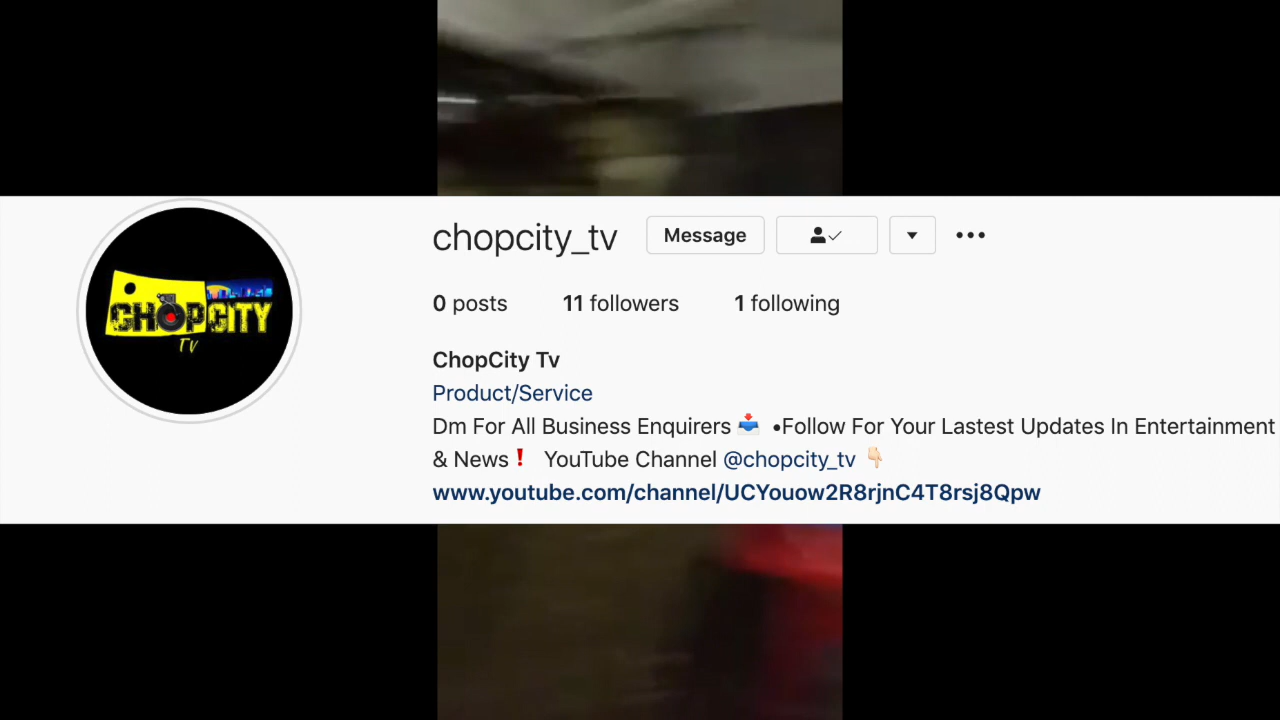 chopcity_tv Message
0 posts 11 followers 1 following
ChopCity Tv
Product/Service
Dm For All Business Enquirers 📥 •Follow For Your Lastest Updates In Entertainment
& News❗ YouTube Channel @chopcity_tv 👇🏻
www.youtube.com/channel/UCYouow2R8rjnC4T8rsj8Qpw
CHOPCITY
TV